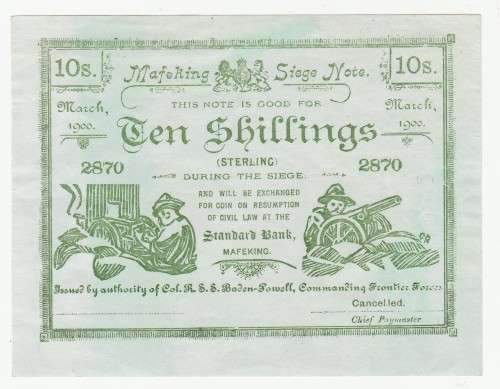 10s. Mafeking Siege Note. 10s.
March, THIS NOTE IS GOOD FOR March,
1900. Ten Shillings 1900.
(STERLING)
2870 DURING THE SIEGE: 2870
AND WILL BE EXCHANGED
FOR COIN ON RESUMPTION
OF CIVIL LAW AT THE
Standard Bank,
MAFEKING.
Issued by authority of Col. R. S. S. Baden-Powell, Commanding Frontier Forces
Cancelled.
Chief Paymaster